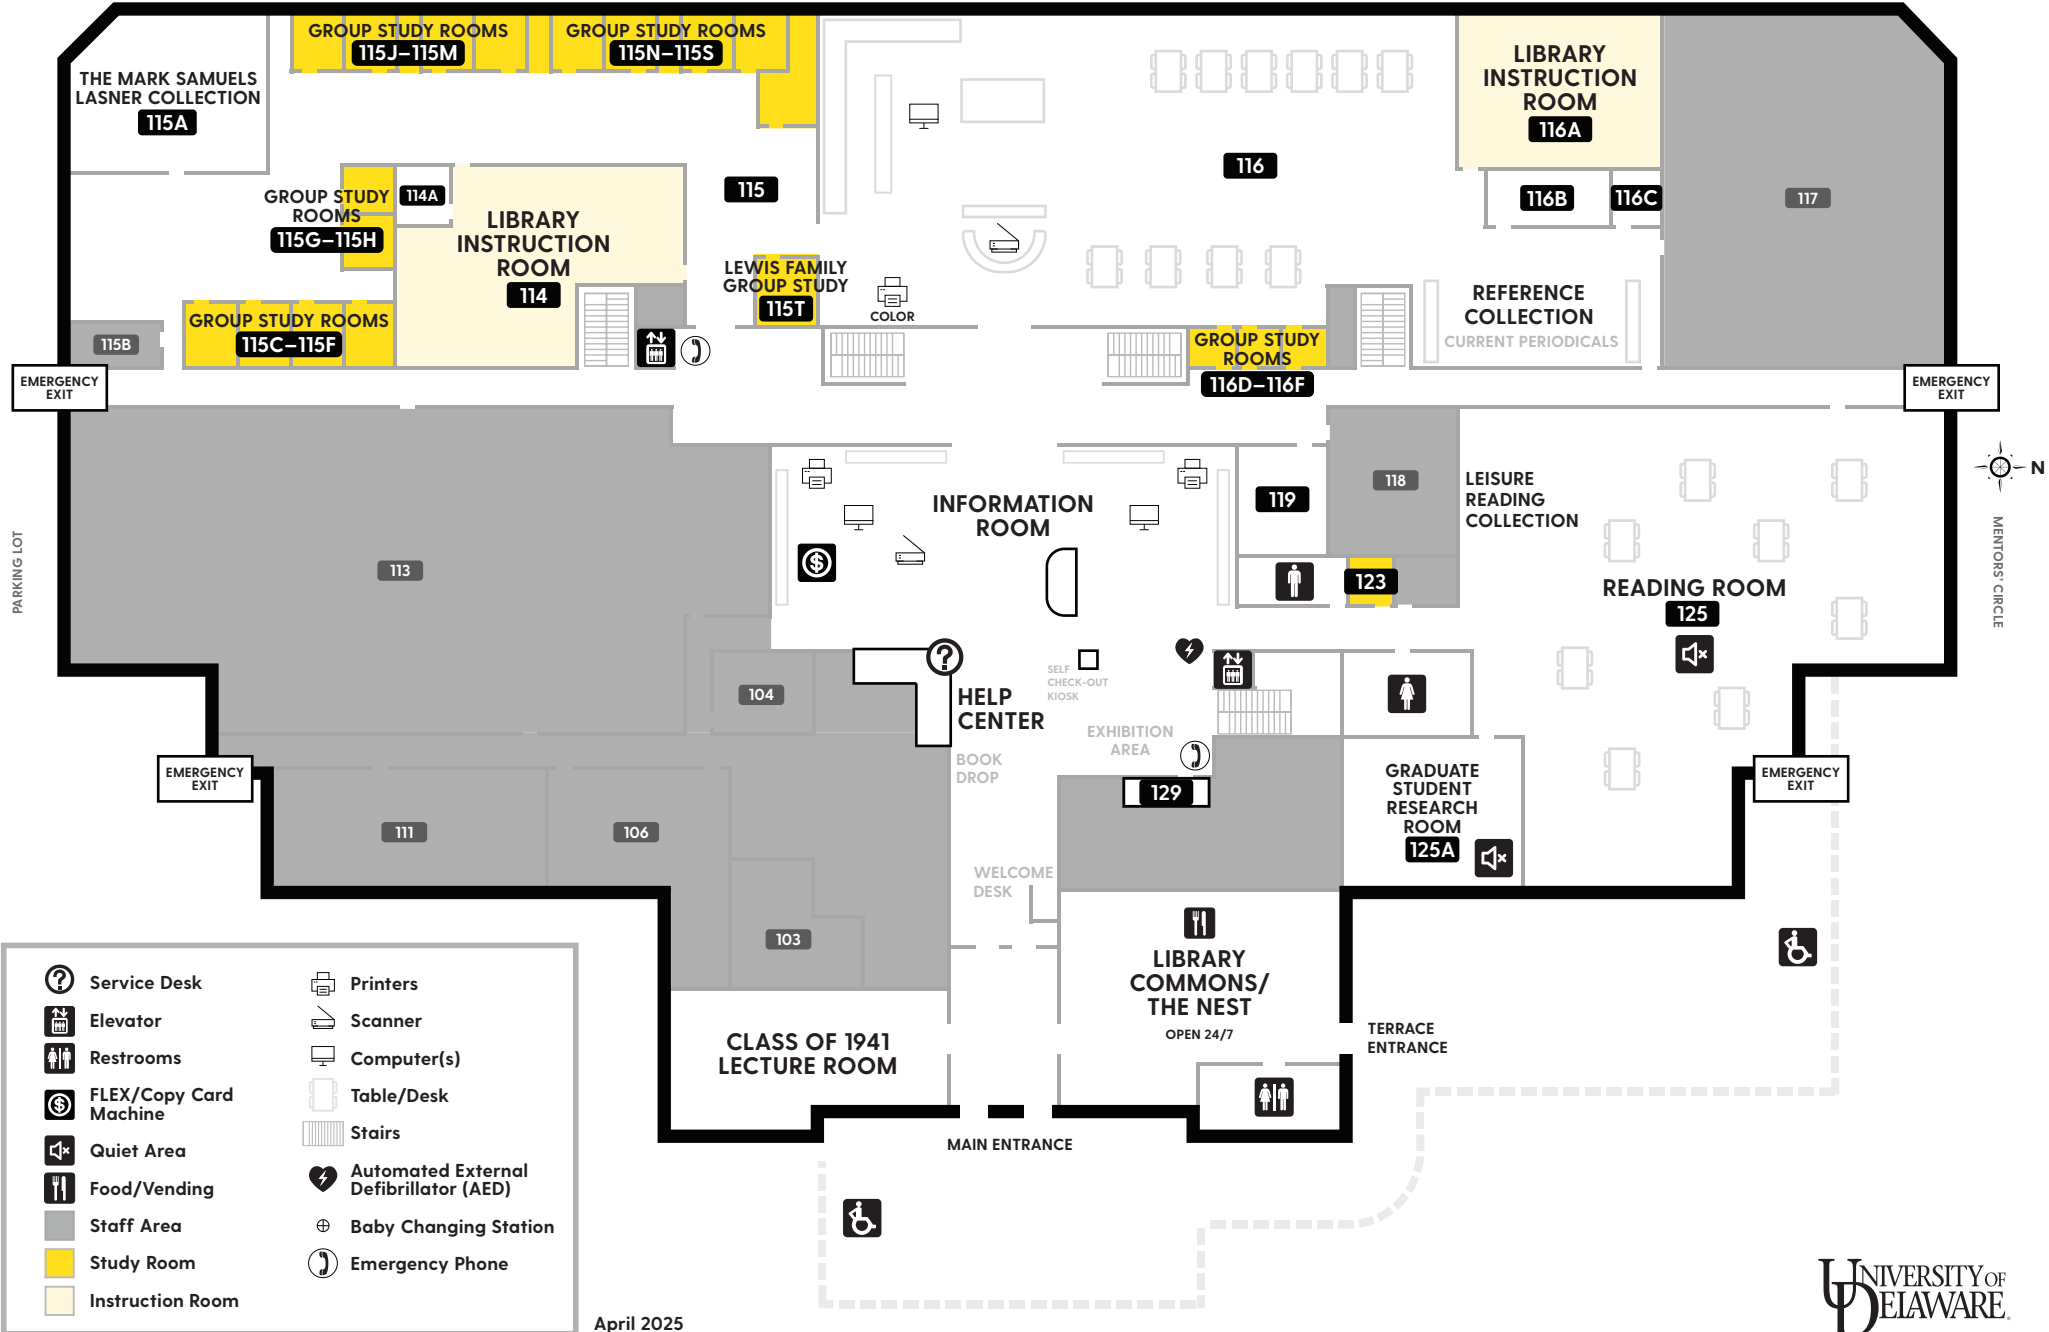 GROUP STUDY ROOMS
115J–115M
GROUP STUDY ROOMS
115N–115S
THE MARK SAMUELS
LASNER COLLECTION
115A
LIBRARY
INSTRUCTION
ROOM
116A
116
115
117
116B
116C
GROUP STUDY
ROOMS
115G–115H
114A
LIBRARY
INSTRUCTION
ROOM
114
LEWIS FAMILY
GROUP STUDY
115T
COLOR
REFERENCE
COLLECTION
CURRENT PERIODICALS
GROUP STUDY ROOMS
115C–115F
115B
GROUP STUDY
ROOMS
116D–116F
EMERGENCY
EXIT
EMERGENCY
EXIT
N
PARKING LOT
MENTORS' CIRCLE
113
INFORMATION
ROOM
119
118
LEISURE
READING
COLLECTION
123
READING ROOM
125
104
SELF
CHECK-OUT
KIOSK
HELP
CENTER
EXHIBITION
AREA
BOOK
DROP
129
EMERGENCY
EXIT
EMERGENCY
EXIT
GRADUATE
STUDENT
RESEARCH
ROOM
125A
111
106
WELCOME
DESK
103
LIBRARY
COMMONS/
THE NEST
OPEN 24/7
CLASS OF 1941
LECTURE ROOM
TERRACE
ENTRANCE
MAIN ENTRANCE
Service Desk
Elevator
Restrooms
FLEX/Copy Card
Machine
Quiet Area
Food/Vending
Staff Area
Study Room
Instruction Room
Printers
Scanner
Computer(s)
Table/Desk
Stairs
Automated External
Defibrillator (AED)
Baby Changing Station
Emergency Phone
April 2025
UNIVERSITY OF
DELAWARE.